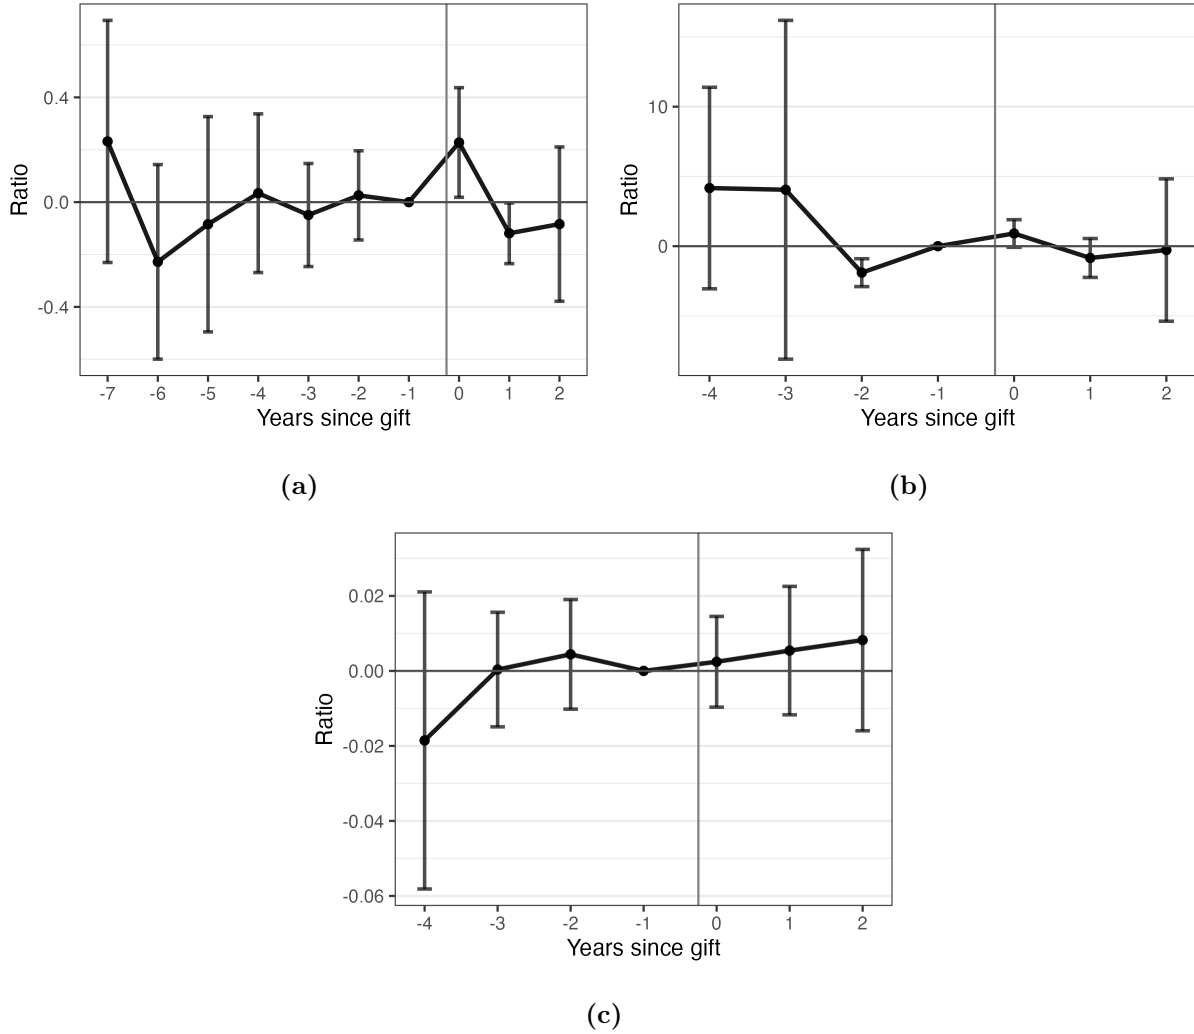 Ratio
0.4
0.0
-0.4
-7 -6 -5 -4 -3 -2 -1 0 1 2
Years since gift
(a)
Ratio
10
0
-4 -3 -2 -1 0 1 2
Years since gift
(b)
Ratio
0.02
0.00
-0.02
-0.04
-0.06
-4 -3 -2 -1 0 1 2
Years since gift
(c)